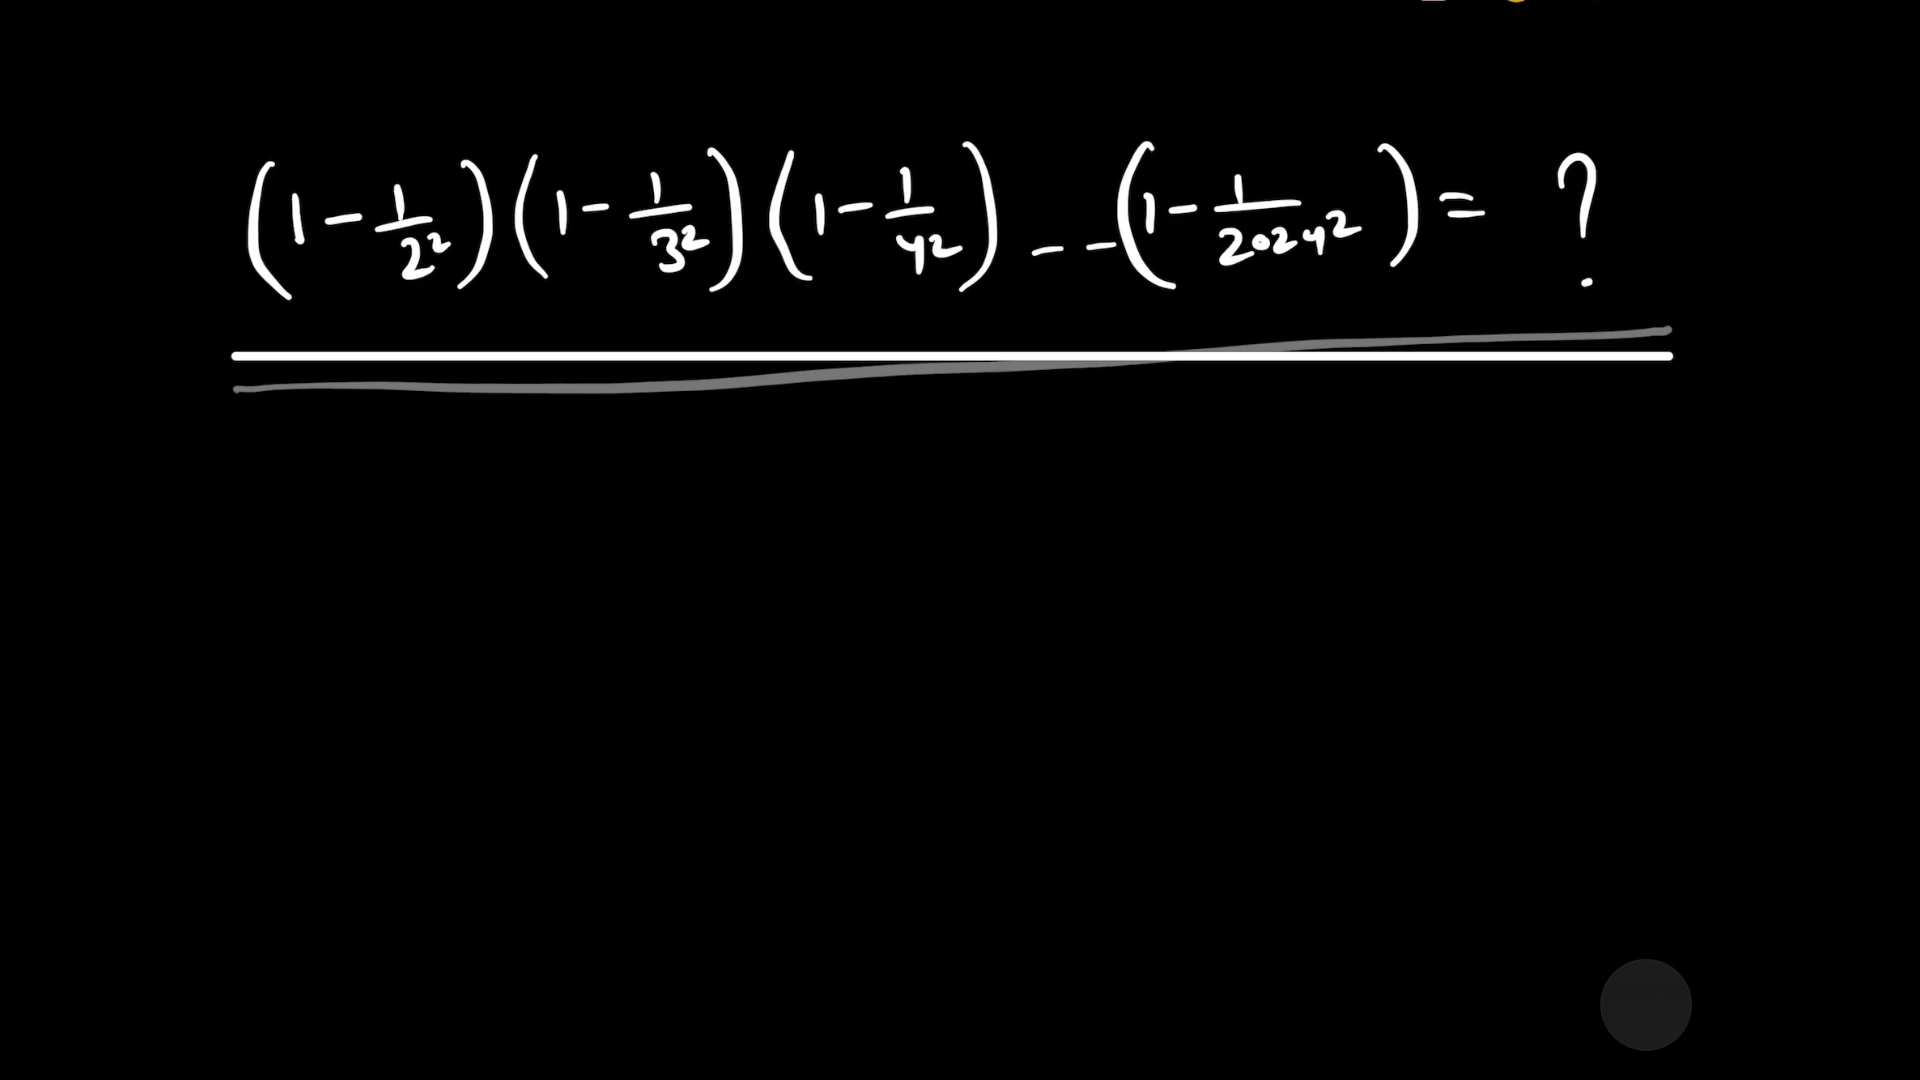 (1 - 1/2²)(1 - 1/3²)(1 - 1/4²) - - (1 - 1/2024²) = ?